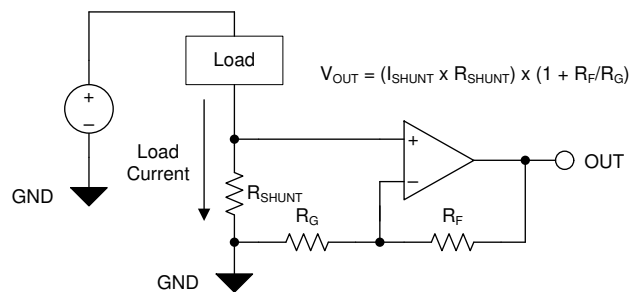 Load
V_OUT = (I_SHUNT x R_SHUNT) x (1 + R_F/R_G)
+
−
Load
Current
+
−
OUT
GND
R_SHUNT
R_G
R_F
GND